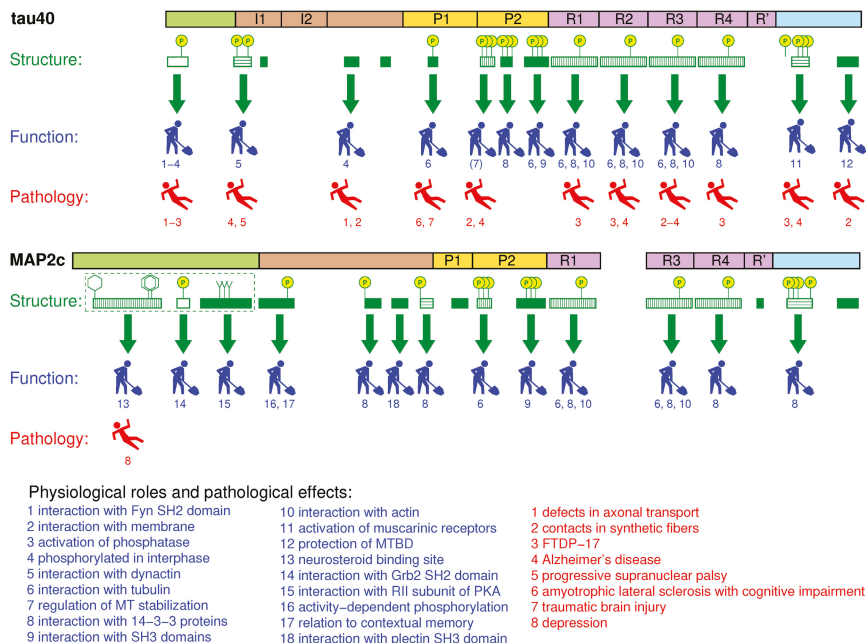 tau40 I1 I2 P1 P2 R1 R2 R3 R4 R'
P P P P P P P P P P P P P P P P P P P P
Structure:
Function:
1–4 5 4 6 (7) 8 6, 9 6, 8, 10 6, 8, 10 6, 8, 10 8 11 12
Pathology:
1–3 4, 5 1, 2 6, 7 2, 4 3 3, 4 2–4 3 3, 4 2
MAP2c P1 P2 R1 R3 R4 R'
P P P P P P P P P P P P P P P P
Structure:
Function:
13 14 15 16, 17 8 18 8 6 9 6, 8, 10 6, 8, 10 8 8
Pathology:
8
Physiological roles and pathological effects:
1 interaction with Fyn SH2 domain
2 interaction with membrane
3 activation of phosphatase
4 phosphorylated in interphase
5 interaction with dynactin
6 interaction with tubulin
7 regulation of MT stabilization
8 interaction with 14–3–3 proteins
9 interaction with SH3 domains
10 interaction with actin
11 activation of muscarinic receptors
12 protection of MTBD
13 neurosteroid binding site
14 interaction with Grb2 SH2 domain
15 interaction with RII subunit of PKA
16 activity–dependent phosphorylation
17 relation to contextual memory
18 interaction with plectin SH3 domain
1 defects in axonal transport
2 contacts in synthetic fibers
3 FTDP–17
4 Alzheimer's disease
5 progressive supranuclear palsy
6 amyotrophic lateral sclerosis with cognitive impairment
7 traumatic brain injury
8 depression